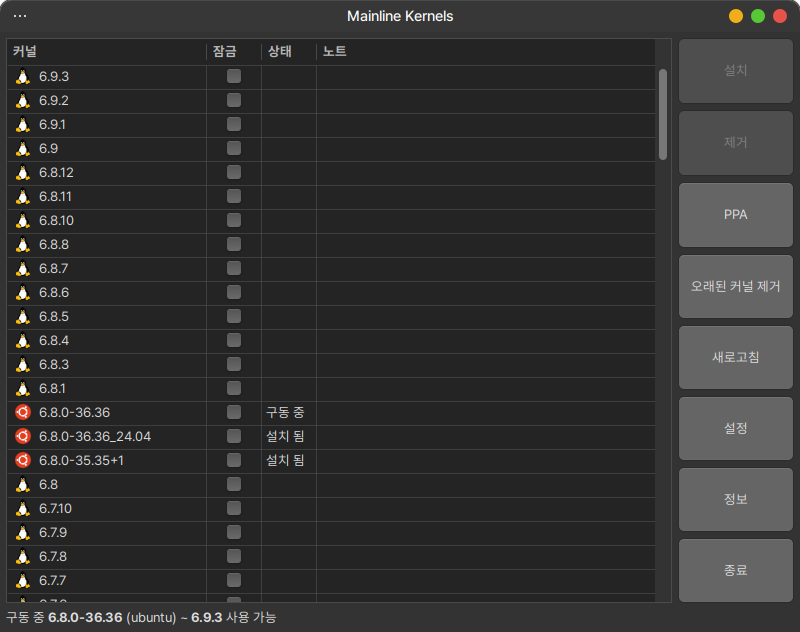 Mainline Kernels
커널 잠금 상태 노트
6.9.3
6.9.2
6.9.1
6.9
6.8.12
6.8.11
6.8.10
6.8.8
6.8.7
6.8.6
6.8.5
6.8.4
6.8.3
6.8.1
6.8.0-36.36 구동 중
6.8.0-36.36_24.04 설치 됨
6.8.0-35.35+1 설치 됨
6.8
6.7.10
6.7.9
6.7.8
6.7.7
설치
제거
PPA
오래된 커널 제거
새로고침
설정
정보
종료
구동 중 6.8.0-36.36 (ubuntu) ~ 6.9.3 사용 가능